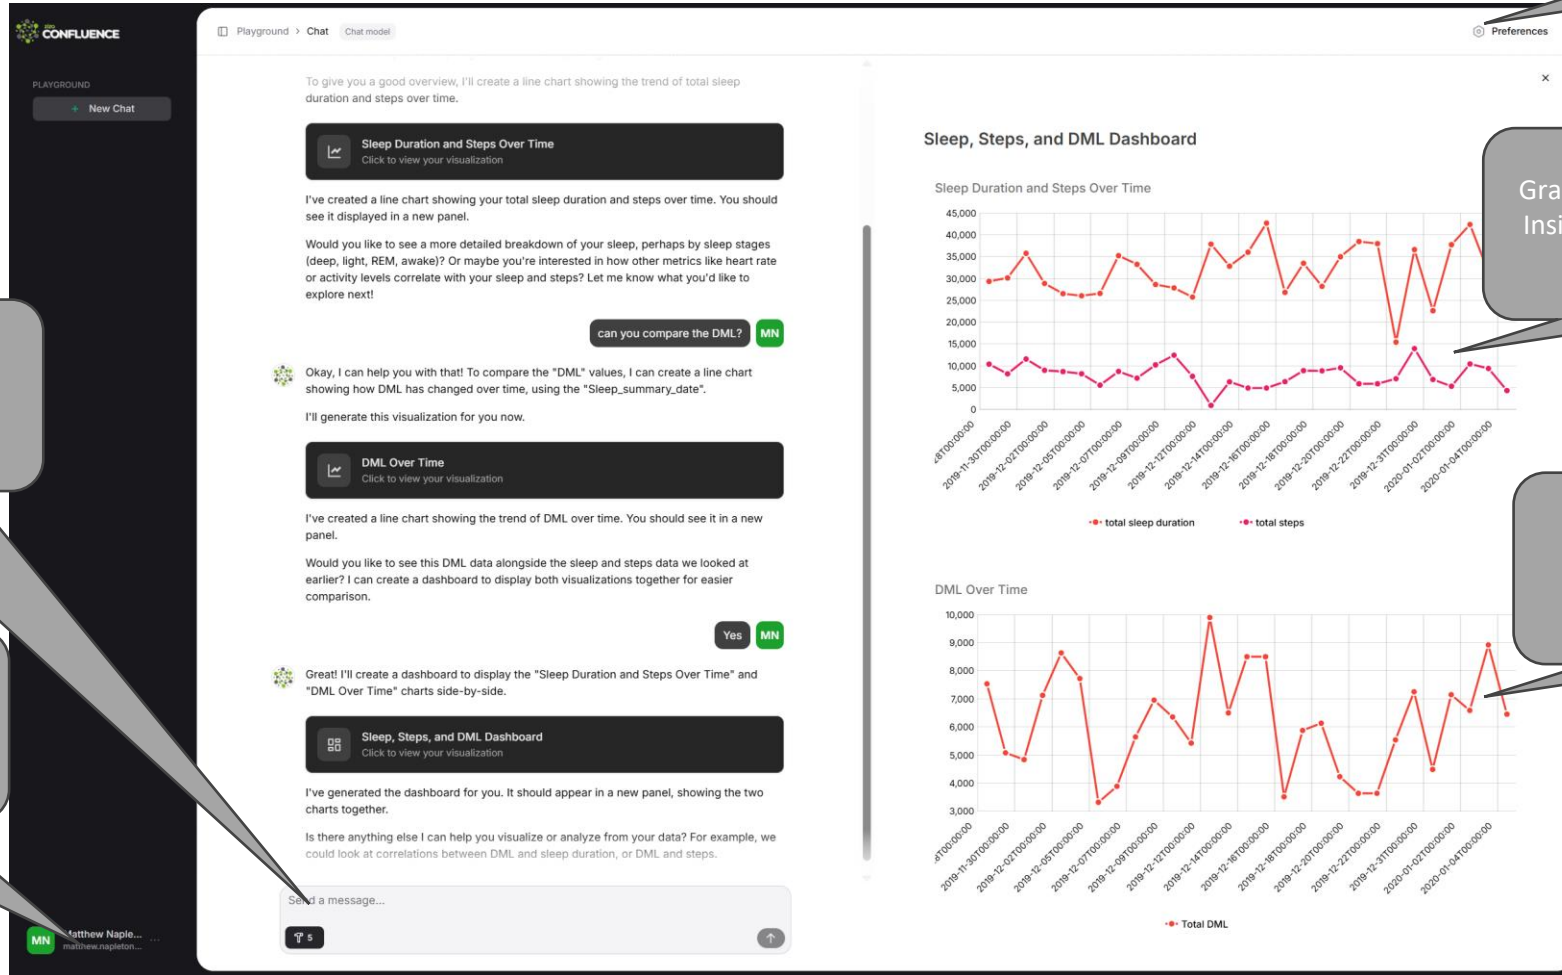 zizo
CONFLUENCE
Playground > Chat Chat model
Preferences
PLAYGROUND
+ New Chat
To give you a good overview, I'll create a line chart showing the trend of total sleep
duration and steps over time.
Sleep Duration and Steps Over Time
Click to view your visualization
I've created a line chart showing your total sleep duration and steps over time. You should
see it displayed in a new panel.
Would you like to see a more detailed breakdown of your sleep, perhaps by sleep stages
(deep, light, REM, awake)? Or maybe you're interested in how other metrics like heart rate
or activity levels correlate with your sleep and steps? Let me know what you'd like to
explore next!
can you compare the DML? MN
Okay, I can help you with that! To compare the "DML" values, I can create a line chart
showing how DML has changed over time, using the "Sleep_summary_date".
I'll generate this visualization for you now.
DML Over Time
Click to view your visualization
I've created a line chart showing the trend of DML over time. You should see it in a new
panel.
Would you like to see this DML data alongside the sleep and steps data we looked at
earlier? I can create a dashboard to display both visualizations together for easier
comparison.
Yes MN
Great! I'll create a dashboard to display the "Sleep Duration and Steps Over Time" and
"DML Over Time" charts side-by-side.
Sleep, Steps, and DML Dashboard
Click to view your visualization
I've generated the dashboard for you. It should appear in a new panel, showing the two
charts together.
Is there anything else I can help you visualize or analyze from your data? For example, we
could look at correlations between DML and sleep duration, or DML and steps.
Send a message...
5
MN Matthew Naple...
matthew.napleton...
Sleep, Steps, and DML Dashboard
Sleep Duration and Steps Over Time
45,000
40,000
35,000
30,000
25,000
20,000
15,000
10,000
5,000
0
28T00:00:00
2019-11-30T00:00:00
2019-12-02T00:00:00
2019-12-05T00:00:00
2019-12-07T00:00:00
2019-12-09T00:00:00
2019-12-12T00:00:00
2019-12-14T00:00:00
2019-12-16T00:00:00
2019-12-18T00:00:00
2019-12-20T00:00:00
2019-12-22T00:00:00
2019-12-31T00:00:00
2020-01-02T00:00:00
2020-01-04T00:00:00
total sleep duration total steps
Gra
Insi
DML Over Time
10,000
9,000
8,000
7,000
6,000
5,000
4,000
3,000
8T00:00:00
2019-11-30T00:00:00
2019-12-02T00:00:00
2019-12-05T00:00:00
2019-12-07T00:00:00
2019-12-09T00:00:00
2019-12-12T00:00:00
2019-12-14T00:00:00
2019-12-16T00:00:00
2019-12-18T00:00:00
2019-12-20T00:00:00
2019-12-22T00:00:00
2019-12-31T00:00:00
2020-01-02T00:00:00
2020-01-04T00:00:00
Total DML